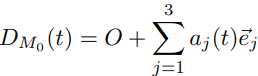 D_{M_0}(t) = O + \sum_{j=1}^{3} a_j(t)\vec{e}_j